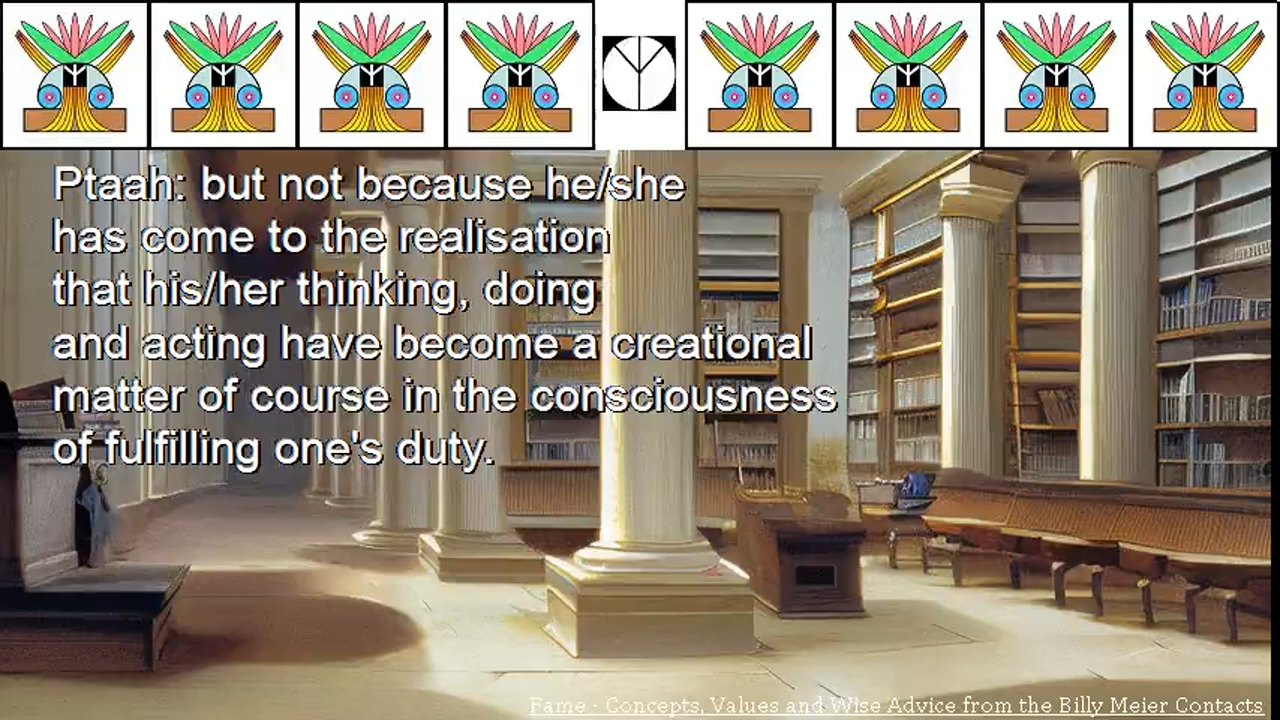 Ptaah: but not because he/she
has come to the realisation
that his/her thinking, doing
and acting have become a creational
matter of course in the consciousness
of fulfilling one's duty.
Fame - Concepts, Values and Wise Advice from the Billy Meier Contacts